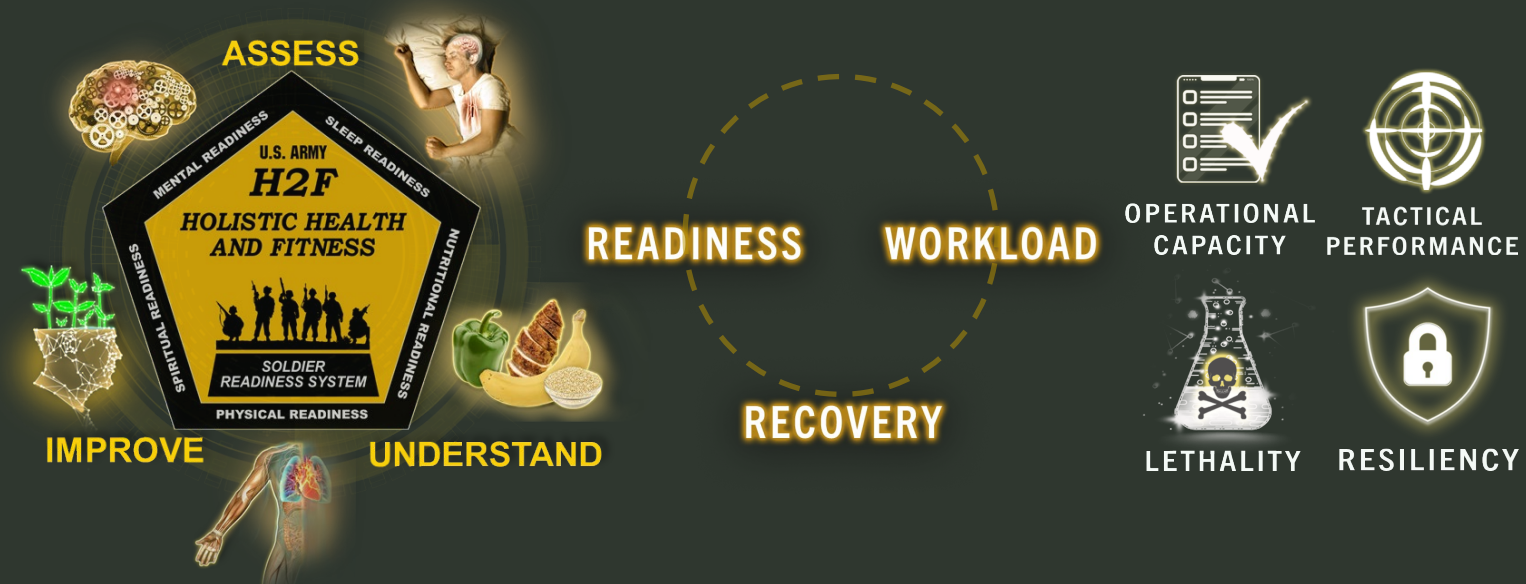 ASSESS
MENTAL READINESS
SLEEP READINESS
U.S. ARMY
H2F
HOLISTIC HEALTH
AND FITNESS
SPIRITUAL READINESS
NUTRITIONAL READINESS
SOLDIER
READINESS SYSTEM
PHYSICAL READINESS
IMPROVE
UNDERSTAND
READINESS
WORKLOAD
RECOVERY
OPERATIONAL
CAPACITY
TACTICAL
PERFORMANCE
LETHALITY
RESILIENCY